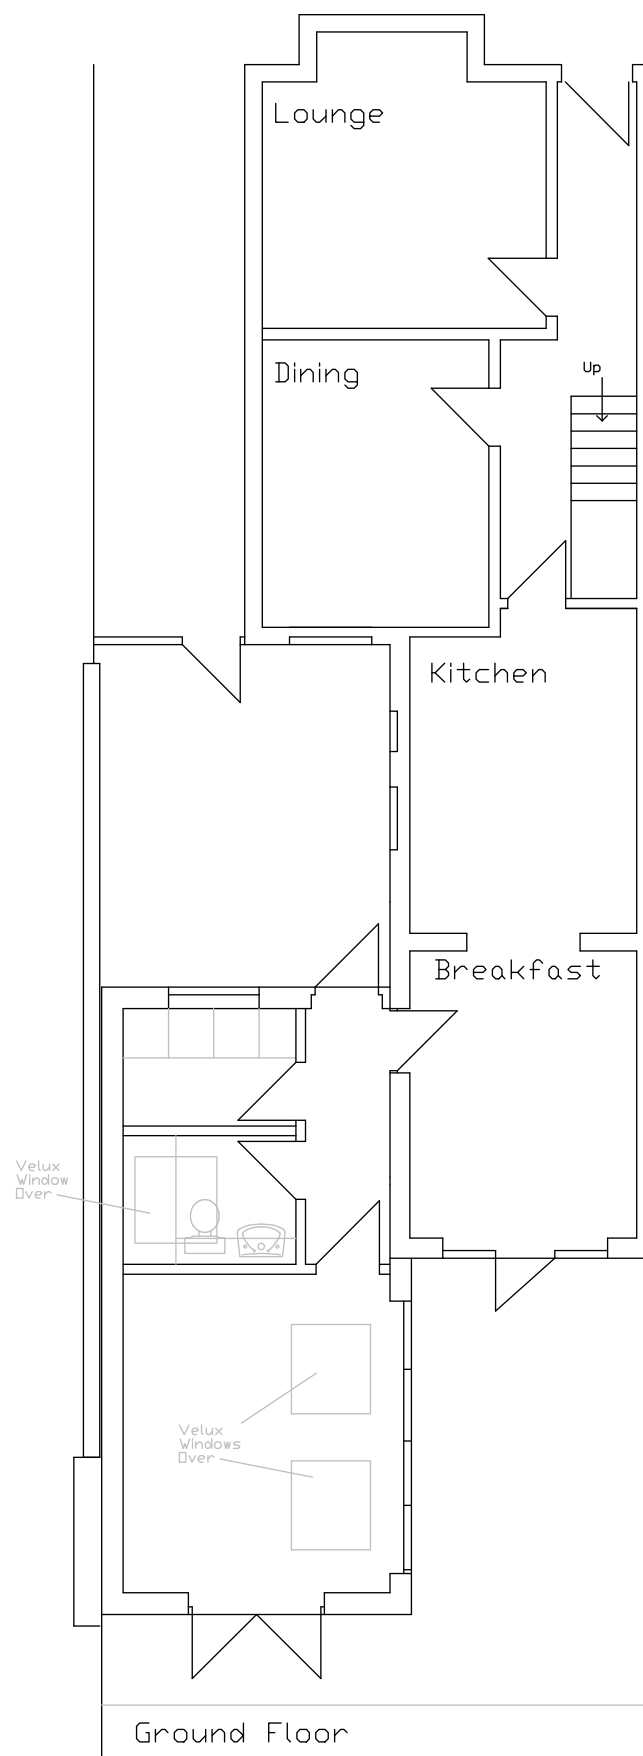 Lounge
Up
Dining
Kitchen
Breakfast
Velux
Window
Over
Velux
Windows
Over
Ground Floor